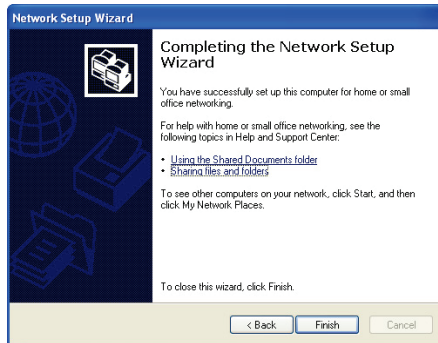 Network Setup Wizard
Completing the Network Setup
Wizard
You have successfully set up this computer for home or small
office networking.
For help with home or small office networking, see the
following topics in Help and Support Center:
• Using the Shared Documents folder
• Sharing files and folders
To see other computers on your network, click Start, and then
click My Network Places.
To close this wizard, click Finish.
< Back Finish Cancel